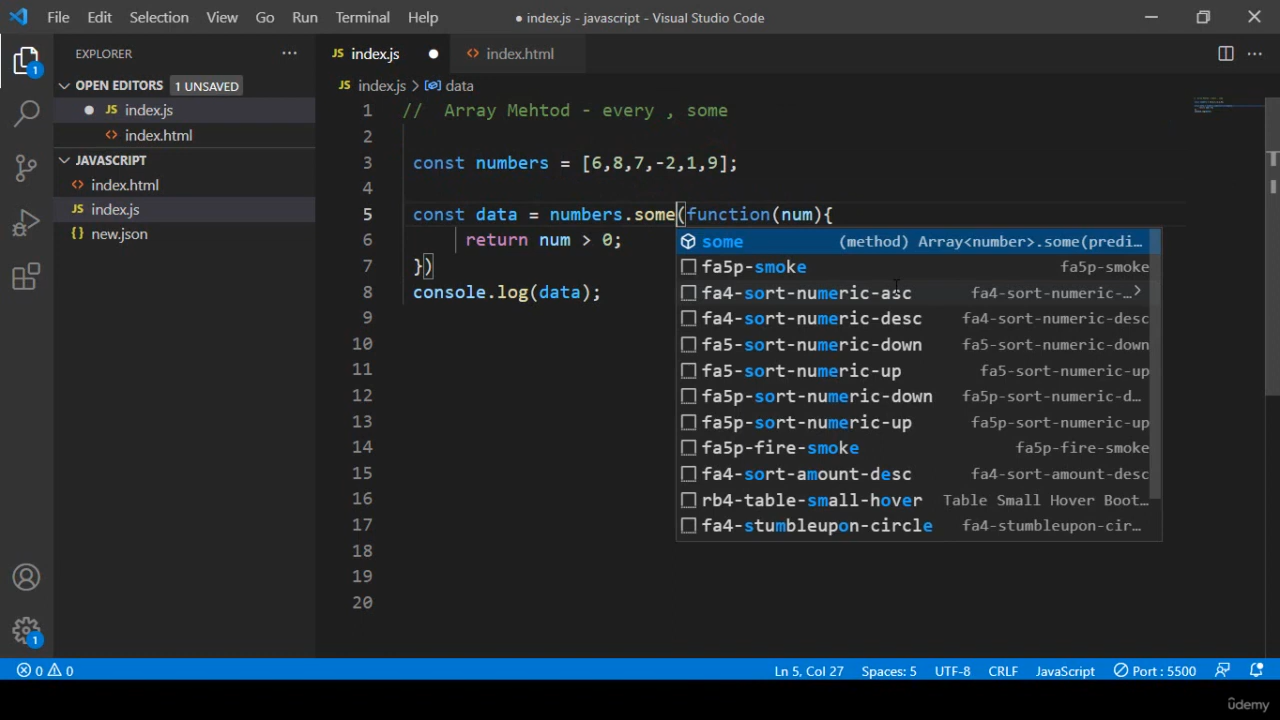 File Edit Selection View Go Run Terminal Help
● index.js - javascript - Visual Studio Code
EXPLORER
OPEN EDITORS 1 UNSAVED
JS index.js
<> index.html
JAVASCRIPT
<> index.html
JS index.js
{} new.json
1
1
JS index.js ● <> index.html
JS index.js > data
1 // Array Mehtod - every , some
2
3 const numbers = [6,8,7,-2,1,9];
4
5 const data = numbers.some(function(num){
6 return num > 0;
7 })
8 console.log(data);
9
10
11
12
13
14
15
16
17
18
19
20
some (method) Array<number>.some(predi…
fa5p-smoke fa5p-smoke
fa4-sort-numeric-asc fa4-sort-numeric-… >
fa4-sort-numeric-desc fa4-sort-numeric-desc
fa5-sort-numeric-down fa5-sort-numeric-down
fa5-sort-numeric-up fa5-sort-numeric-up
fa5p-sort-numeric-down fa5p-sort-numeric-d…
fa5p-sort-numeric-up fa5p-sort-numeric-up
fa5p-fire-smoke fa5p-fire-smoke
fa4-sort-amount-desc fa4-sort-amount-desc
rb4-table-small-hover Table Small Hover Boot…
fa4-stumbleupon-circle fa4-stumbleupon-cir…
0 0 Ln 5, Col 27 Spaces: 5 UTF-8 CRLF JavaScript Port : 5500
ûdemy